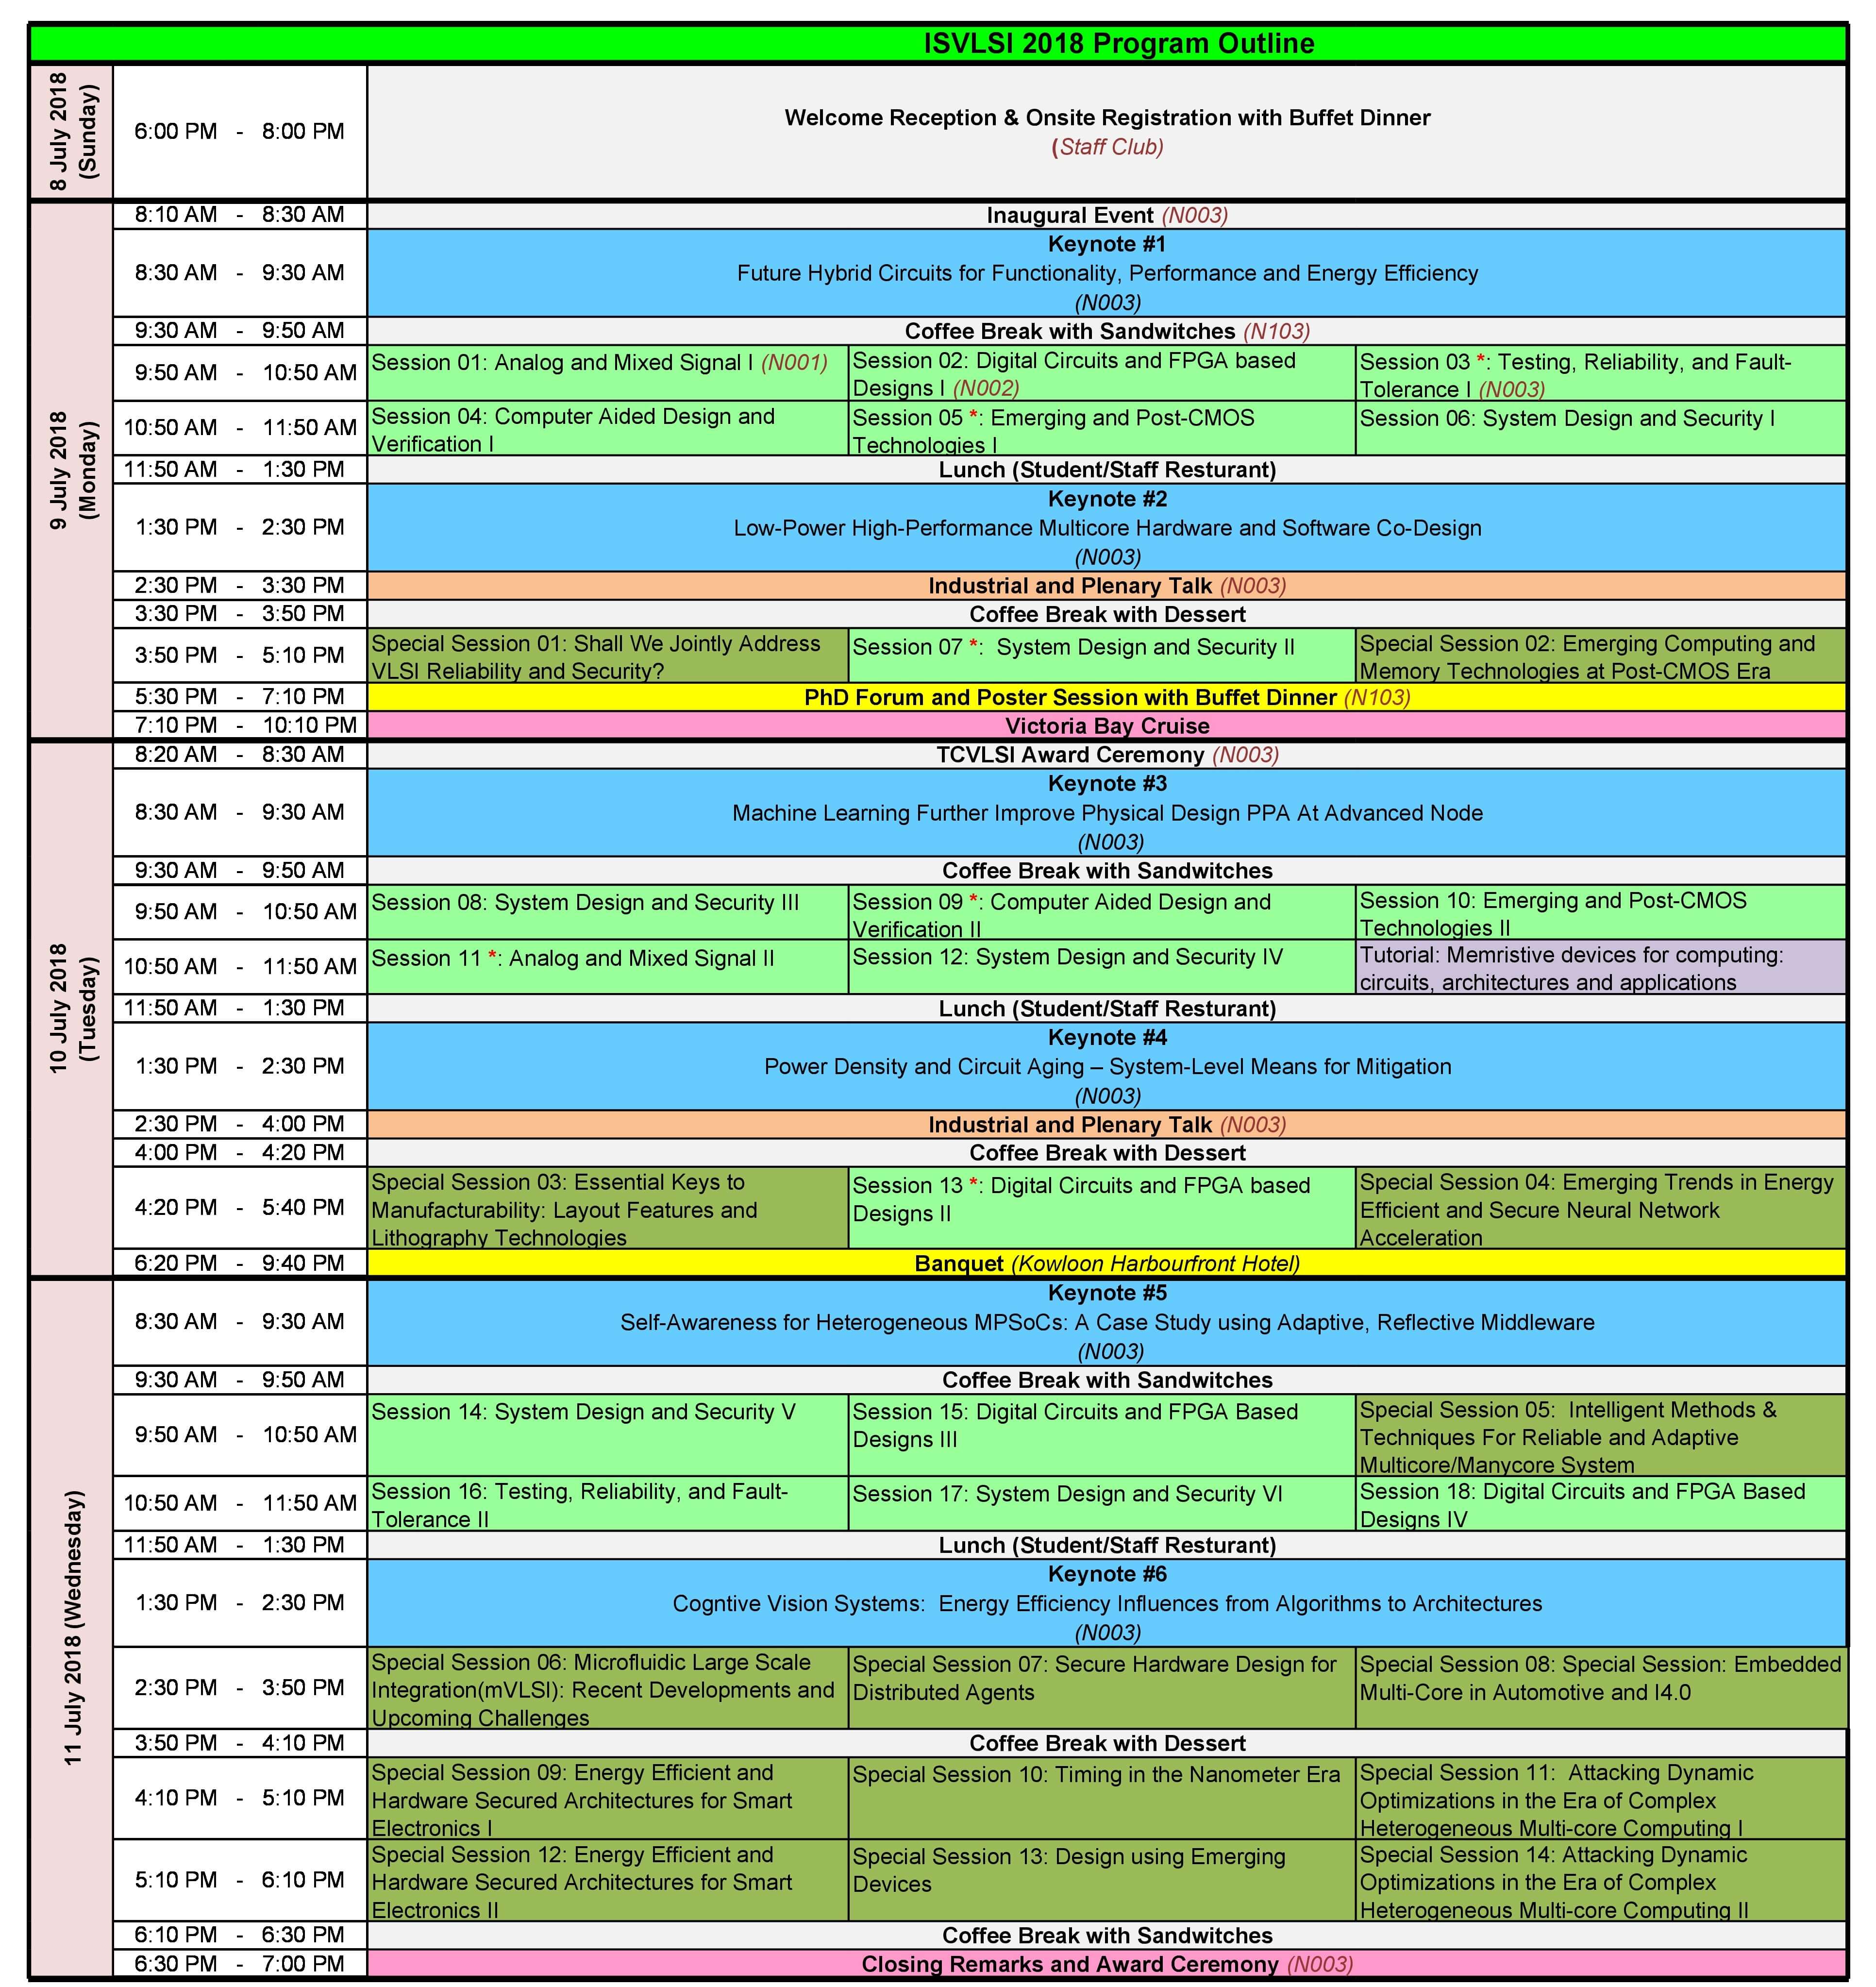 ISVLSI 2018 Program Outline
8 July 2018
(Sunday)
6:00 PM - 8:00 PM
Welcome Reception & Onsite Registration with Buffet Dinner
(Staff Club)
9 July 2018
(Monday)
8:10 AM - 8:30 AM
Inaugural Event (N003)
8:30 AM - 9:30 AM
Keynote #1
Future Hybrid Circuits for Functionality, Performance and Energy Efficiency
(N003)
9:30 AM - 9:50 AM
Coffee Break with Sandwitches (N103)
9:50 AM - 10:50 AM
Session 01: Analog and Mixed Signal I (N001)
Session 02: Digital Circuits and FPGA based
Designs I (N002)
Session 03 *: Testing, Reliability, and Fault-
Tolerance I (N003)
10:50 AM - 11:50 AM
Session 04: Computer Aided Design and
Verification I
Session 05 *: Emerging and Post-CMOS
Technologies I
Session 06: System Design and Security I
11:50 AM - 1:30 PM
Lunch (Student/Staff Resturant)
1:30 PM - 2:30 PM
Keynote #2
Low-Power High-Performance Multicore Hardware and Software Co-Design
(N003)
2:30 PM - 3:30 PM
Industrial and Plenary Talk (N003)
3:30 PM - 3:50 PM
Coffee Break with Dessert
3:50 PM - 5:10 PM
Special Session 01: Shall We Jointly Address
VLSI Reliability and Security?
Session 07 *: System Design and Security II
Special Session 02: Emerging Computing and
Memory Technologies at Post-CMOS Era
5:30 PM - 7:10 PM
PhD Forum and Poster Session with Buffet Dinner (N103)
7:10 PM - 10:10 PM
Victoria Bay Cruise
10 July 2018
(Tuesday)
8:20 AM - 8:30 AM
TCVLSI Award Ceremony (N003)
8:30 AM - 9:30 AM
Keynote #3
Machine Learning Further Improve Physical Design PPA At Advanced Node
(N003)
9:30 AM - 9:50 AM
Coffee Break with Sandwitches
9:50 AM - 10:50 AM
Session 08: System Design and Security III
Session 09 *: Computer Aided Design and
Verification II
Session 10: Emerging and Post-CMOS
Technologies II
10:50 AM - 11:50 AM
Session 11 *: Analog and Mixed Signal II
Session 12: System Design and Security IV
Tutorial: Memristive devices for computing:
circuits, architectures and applications
11:50 AM - 1:30 PM
Lunch (Student/Staff Resturant)
1:30 PM - 2:30 PM
Keynote #4
Power Density and Circuit Aging – System-Level Means for Mitigation
(N003)
2:30 PM - 4:00 PM
Industrial and Plenary Talk (N003)
4:00 PM - 4:20 PM
Coffee Break with Dessert
4:20 PM - 5:40 PM
Special Session 03: Essential Keys to
Manufacturability: Layout Features and
Lithography Technologies
Session 13 *: Digital Circuits and FPGA based
Designs II
Special Session 04: Emerging Trends in Energy
Efficient and Secure Neural Network
Acceleration
6:20 PM - 9:40 PM
Banquet (Kowloon Harbourfront Hotel)
11 July 2018 (Wednesday)
8:30 AM - 9:30 AM
Keynote #5
Self-Awareness for Heterogeneous MPSoCs: A Case Study using Adaptive, Reflective Middleware
(N003)
9:30 AM - 9:50 AM
Coffee Break with Sandwitches
9:50 AM - 10:50 AM
Session 14: System Design and Security V
Session 15: Digital Circuits and FPGA Based
Designs III
Special Session 05: Intelligent Methods &
Techniques For Reliable and Adaptive
Multicore/Manycore System
10:50 AM - 11:50 AM
Session 16: Testing, Reliability, and Fault-
Tolerance II
Session 17: System Design and Security VI
Session 18: Digital Circuits and FPGA Based
Designs IV
11:50 AM - 1:30 PM
Lunch (Student/Staff Resturant)
1:30 PM - 2:30 PM
Keynote #6
Cogntive Vision Systems: Energy Efficiency Influences from Algorithms to Architectures
(N003)
2:30 PM - 3:50 PM
Special Session 06: Microfluidic Large Scale
Integration(mVLSI): Recent Developments and
Upcoming Challenges
Special Session 07: Secure Hardware Design for
Distributed Agents
Special Session 08: Special Session: Embedded
Multi-Core in Automotive and I4.0
3:50 PM - 4:10 PM
Coffee Break with Dessert
4:10 PM - 5:10 PM
Special Session 09: Energy Efficient and
Hardware Secured Architectures for Smart
Electronics I
Special Session 10: Timing in the Nanometer Era
Special Session 11: Attacking Dynamic
Optimizations in the Era of Complex
Heterogeneous Multi-core Computing I
5:10 PM - 6:10 PM
Special Session 12: Energy Efficient and
Hardware Secured Architectures for Smart
Electronics II
Special Session 13: Design using Emerging
Devices
Special Session 14: Attacking Dynamic
Optimizations in the Era of Complex
Heterogeneous Multi-core Computing II
6:10 PM - 6:30 PM
Coffee Break with Sandwitches
6:30 PM - 7:00 PM
Closing Remarks and Award Ceremony (N003)